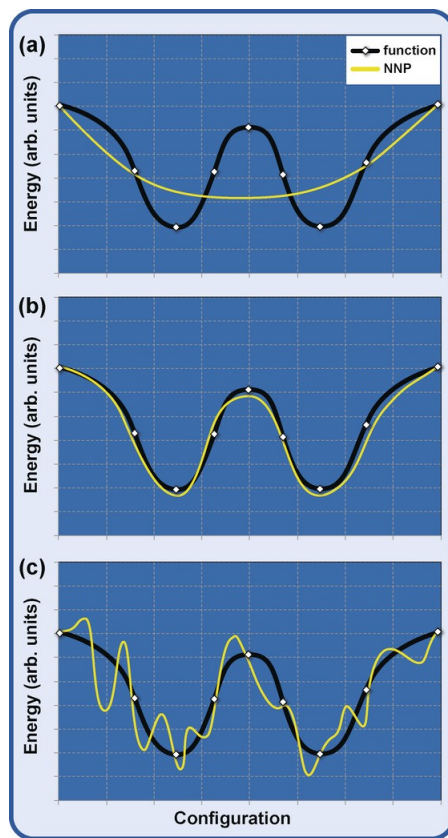 (a)
function
NNP
Energy (arb. units)
(b)
Energy (arb. units)
(c)
Energy (arb. units)
Configuration